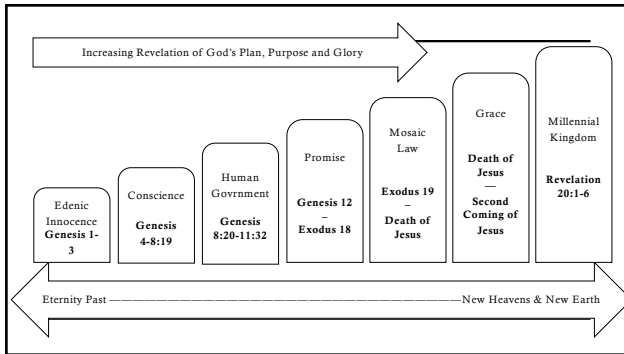 Increasing Revelation of God's Plan, Purpose and Glory
Edenic
Innocence
Genesis 1-
3
Conscience
Genesis
4-8:19
Human
Govrnment
Genesis
8:20-11:32
Promise
Genesis 12
–
Exodus 18
Mosaic
Law
Exodus 19
–
Death of
Jesus
Grace
Death of
Jesus
—
Second
Coming of
Jesus
Millennial
Kingdom
Revelation
20:1-6
Eternity Past ——————————————————————————————New Heavens & New Earth